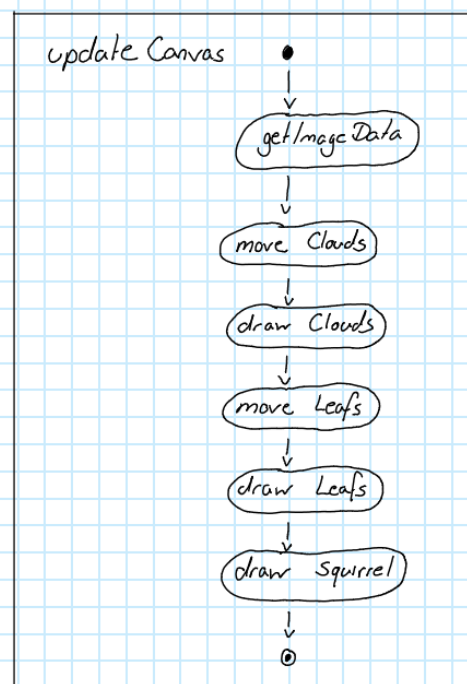 update Canvas
getImageData
move Clouds
draw Clouds
move Leafs
draw Leafs
draw Squirrel